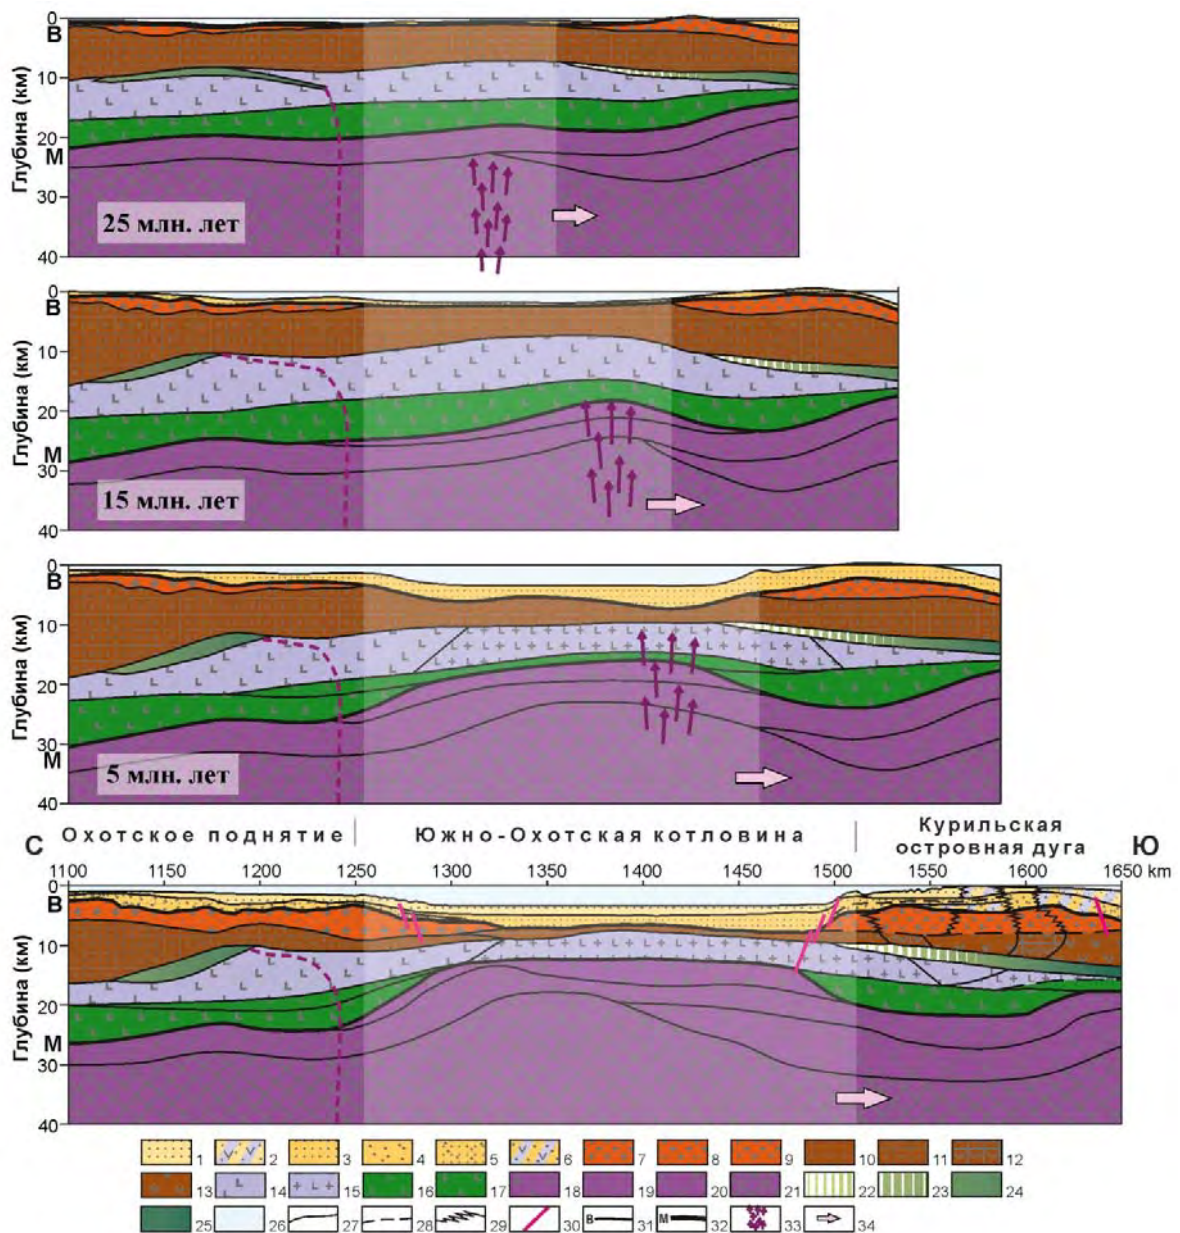 0
В
10
Глубина (км)
20
М
30
25 млн. лет
40
0
В
10
Глубина (км)
20
М
30
15 млн. лет
40
0
В
10
Глубина (км)
20
30
М
5 млн. лет
40
Охотское поднятие Южно-Охотская котловина Курильская островная дуга
С Ю
1100 1150 1200 1250 1300 1350 1400 1450 1500 1550 1600 1650 km
0
В
10
Глубина (км)
20
М
30
40
1 2 3 4 5 6 7 8 9 10 11 12
13 14 15 16 17 18 19 20 21 22 23 24
25 26 27 28 29 30 В 31 М 32 33 34